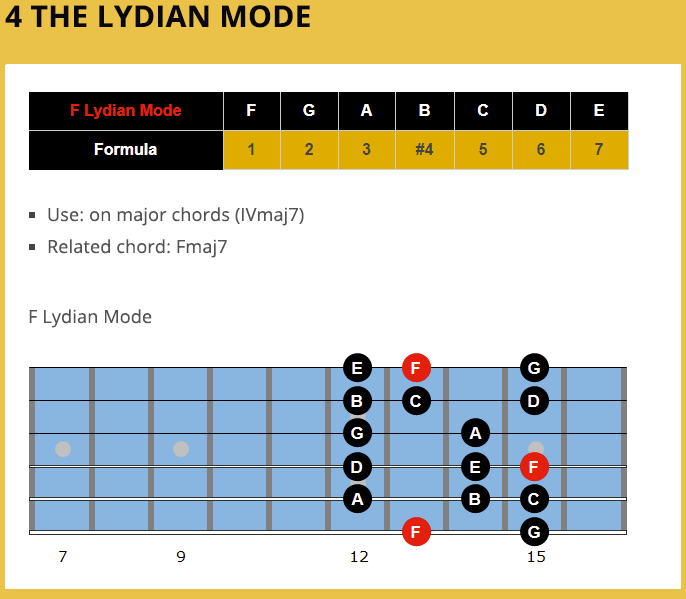 4 THE LYDIAN MODE
F Lydian Mode F G A B C D E
Formula 1 2 3 #4 5 6 7
Use: on major chords (IVmaj7)
Related chord: Fmaj7
F Lydian Mode
E F G
B C D
G A
D E F
A B C
F G
7 9 12 15